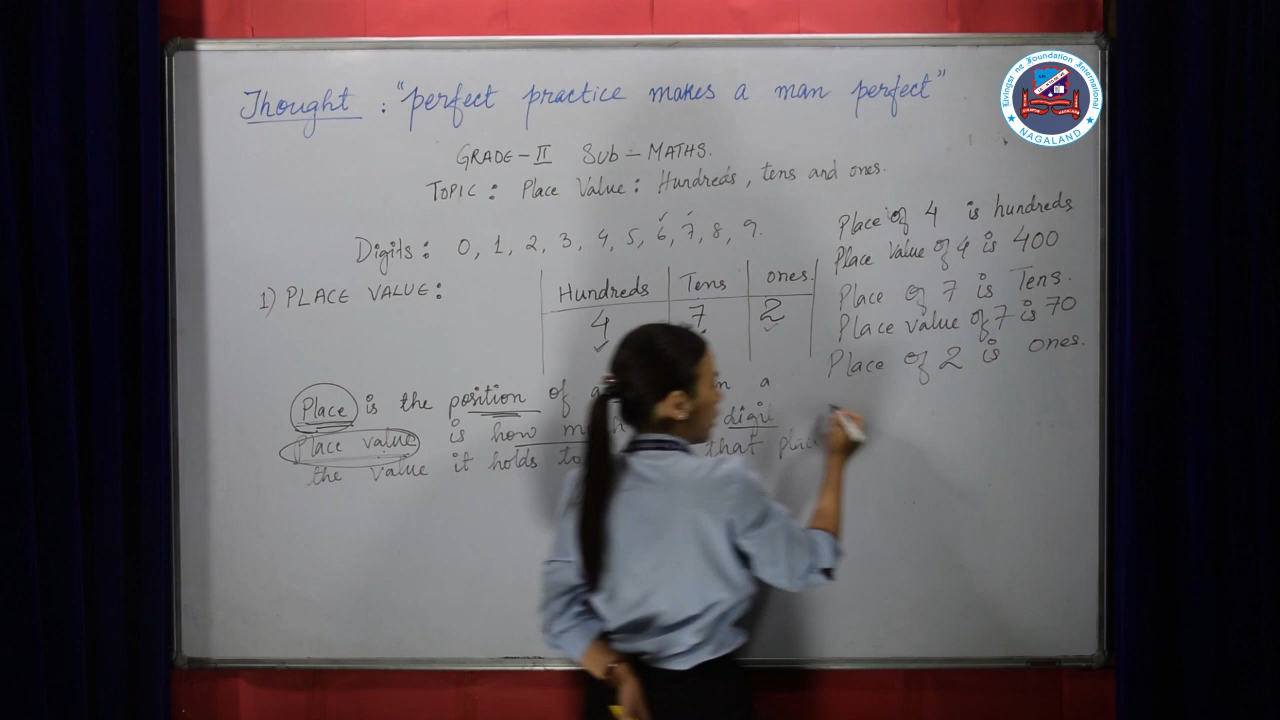 Thought : "perfect practice makes a man perfect"
GRADE-II SUB-MATHS.
TOPIC : Place Value: Hundreds, tens and ones.
Digits : 0, 1, 2, 3, 4, 5, 6, 7, 8, 9.
1) PLACE VALUE:
Hundreds Tens ones.
4 7 2
Place is the position of a
Place value is how digit
the value it holds to that
Place of 4 is hundreds
Place Value of 4 is 400
Place of 7 is Tens.
Place value of 7 is 70
Place of 2 is ones.
Foundation International
NAGALAND